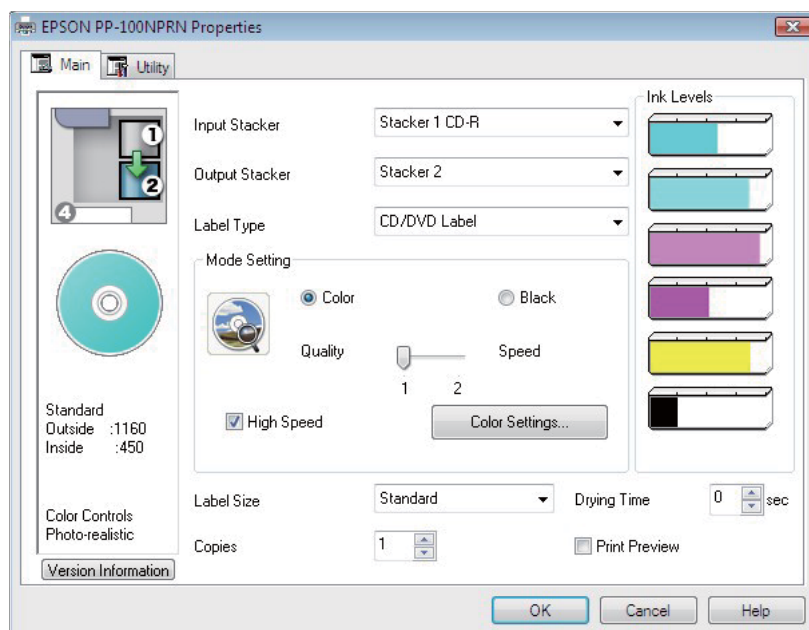 EPSON PP-100NPRN Properties
Main
Utility
1
2
4
Standard
Outside :1160
Inside :450
Color Controls
Photo-realistic
Version Information
Input Stacker
Stacker 1 CD-R
Output Stacker
Stacker 2
Label Type
CD/DVD Label
Mode Setting
Color
Black
Quality
Speed
1 2
High Speed
Color Settings...
Label Size
Standard
Drying Time
0
sec
Copies
1
Print Preview
Ink Levels
OK
Cancel
Help